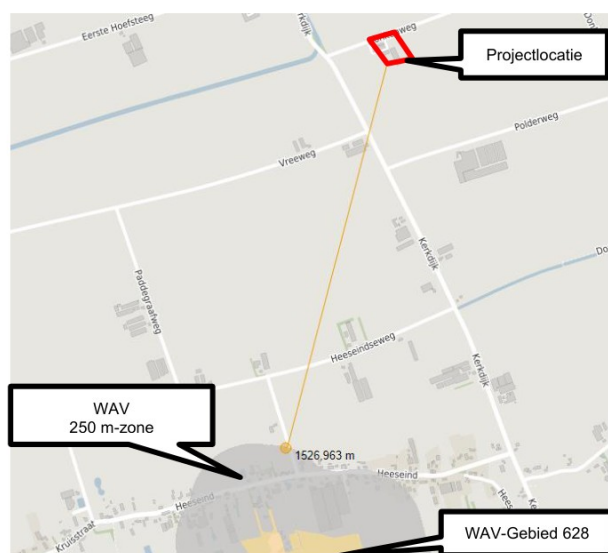 Eerste Hoefsteeg
Kerkdijk
weg
Projectlocatie
Polderweg
Vreeweg
Kerkdijk
Paddegraafweg
Heeseindseweg
Kerkdijk
WAV
250 m-zone
1526,963 m
Heeseind
Heeseind
Kruisstraat
WAV-Gebied 628